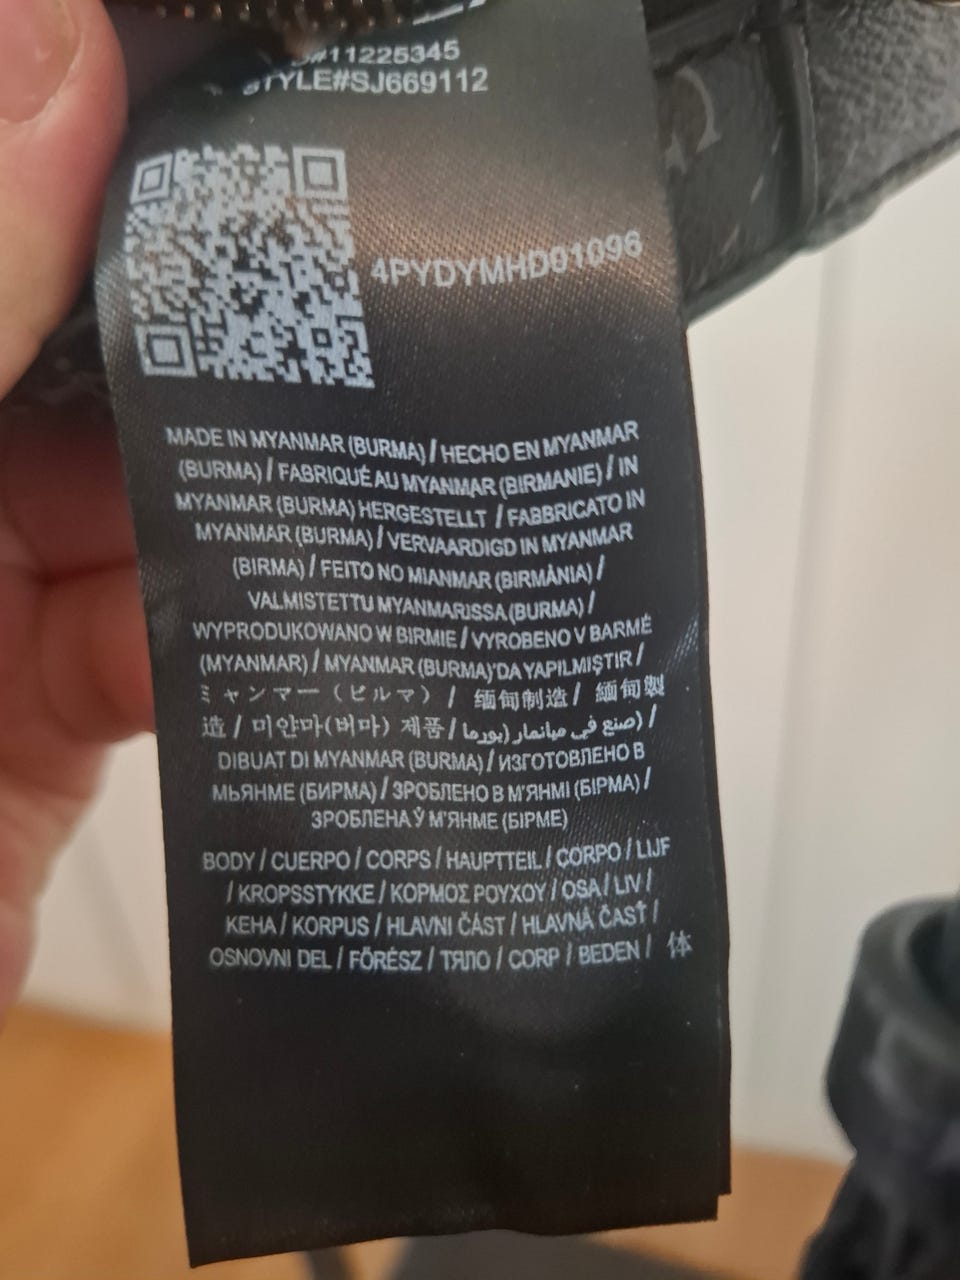 #11225345
STYLE#SJ669112
4PYDYMHD01096
MADE IN MYANMAR (BURMA) / HECHO EN MYANMAR
(BURMA) / FABRIQUÉ AU MYANMAR (BIRMANIE) / IN
MYANMAR (BURMA) HERGESTELLT / FABBRICATO IN
MYANMAR (BURMA) / VERVAARDIGD IN MYANMAR
(BIRMA) / FEITO NO MIANMAR (BIRMÂNIA) /
VALMISTETTU MYANMARISSA (BURMA) /
WYPRODUKOWANO W BIRMIE / VYROBENO V BARMĚ
(MYANMAR) / MYANMAR (BURMA)'DA YAPILMIŞTIR /
ミャンマー（ビルマ） / 缅甸制造 / 緬甸製
造 / 미얀마(버마) 제품 / صنع في ميانمار (بورما) /
DIBUAT DI MYANMAR (BURMA) / ИЗГОТОВЛЕНО В
МЬЯНМЕ (БИРМА) / ЗРОБЛЕНО В М'ЯНМІ (БІРМА) /
ЗРОБЛЕНА Ў М'ЯНМЕ (БІРМЕ)
BODY / CUERPO / CORPS / HAUPTTEIL / CORPO / LIJF
/ KROPSSTYKKE / ΚΟΡΜΟΣ ΡΟΥΧΟΥ / OSA / LIV /
KEHA / KORPUS / HLAVNI ČÁST / HLAVNÁ ČASŤ /
OSNOVNI DEL / FŐRÉSZ / ТЯЛО / CORP / BEDEN / 体